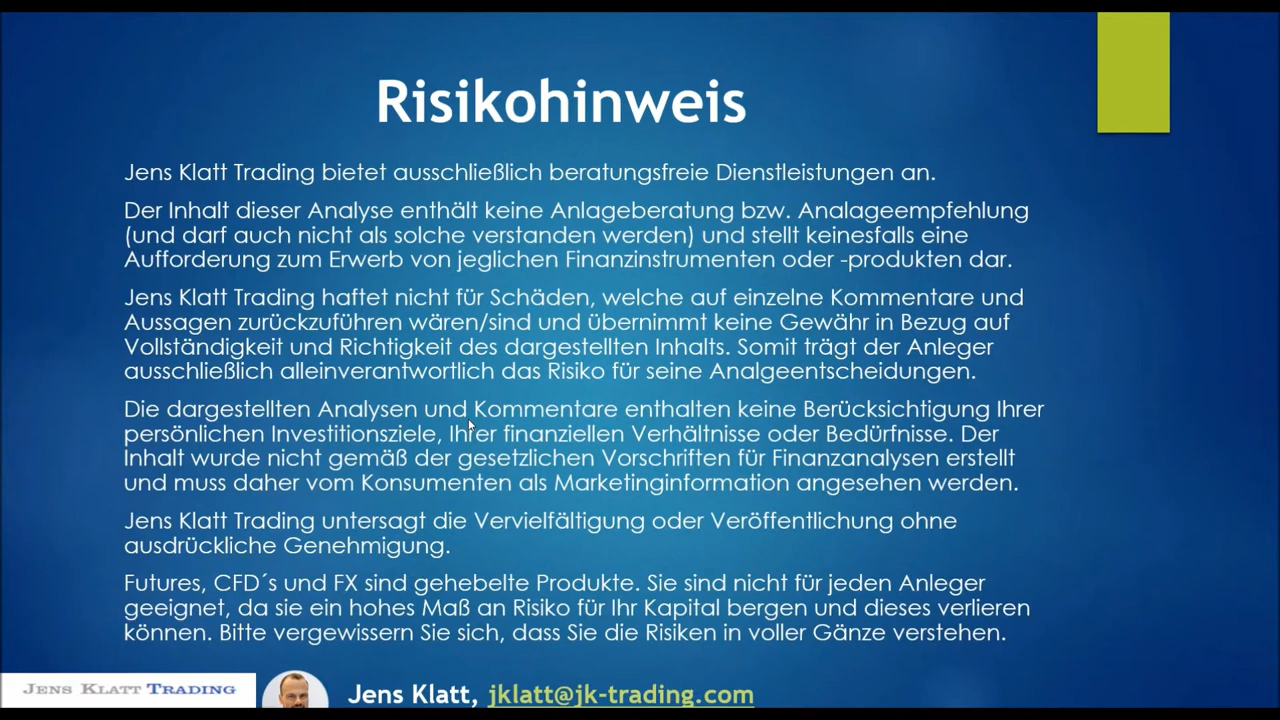 Risikohinweis
Jens Klatt Trading bietet ausschließlich beratungsfreie Dienstleistungen an.
Der Inhalt dieser Analyse enthält keine Anlageberatung bzw. Analageempfehlung
(und darf auch nicht als solche verstanden werden) und stellt keinesfalls eine
Aufforderung zum Erwerb von jeglichen Finanzinstrumenten oder -produkten dar.
Jens Klatt Trading haftet nicht für Schäden, welche auf einzelne Kommentare und
Aussagen zurückzuführen wären/sind und übernimmt keine Gewähr in Bezug auf
Vollständigkeit und Richtigkeit des dargestellten Inhalts. Somit trägt der Anleger
ausschließlich alleinverantwortlich das Risiko für seine Analgeentscheidungen.
Die dargestellten Analysen und Kommentare enthalten keine Berücksichtigung Ihrer
persönlichen Investitionsziele, Ihrer finanziellen Verhältnisse oder Bedürfnisse. Der
Inhalt wurde nicht gemäß der gesetzlichen Vorschriften für Finanzanalysen erstellt
und muss daher vom Konsumenten als Marketinginformation angesehen werden.
Jens Klatt Trading untersagt die Vervielfältigung oder Veröffentlichung ohne
ausdrückliche Genehmigung.
Futures, CFD´s und FX sind gehebelte Produkte. Sie sind nicht für jeden Anleger
geeignet, da sie ein hohes Maß an Risiko für Ihr Kapital bergen und dieses verlieren
können. Bitte vergewissern Sie sich, dass Sie die Risiken in voller Gänze verstehen.
JENS KLATT TRADING
Jens Klatt, jklatt@jk-trading.com